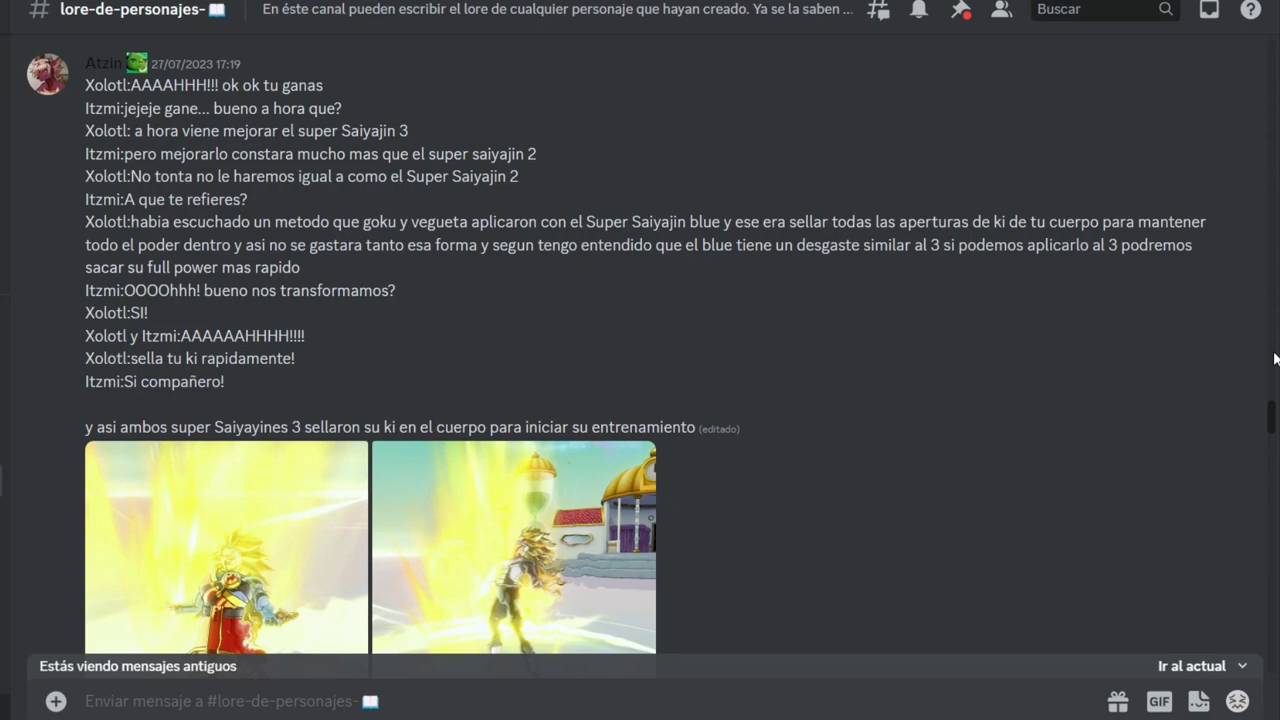 # lore-de-personajes-📖
En éste canal pueden escribir el lore de cualquier personaje que hayan creado. Ya se la saben ...
Buscar
Atzin 27/07/2023 17:19
Xolotl:AAAAHHH!!! ok ok tu ganas
Itzmi:jejeje gane... bueno a hora que?
Xolotl: a hora viene mejorar el super Saiyajin 3
Itzmi:pero mejorarlo constara mucho mas que el super saiyajin 2
Xolotl:No tonta no le haremos igual a como el Super Saiyajin 2
Itzmi:A que te refieres?
Xolotl:habia escuchado un metodo que goku y vegueta aplicaron con el Super Saiyajin blue y ese era sellar todas las aperturas de ki de tu cuerpo para mantener
todo el poder dentro y asi no se gastara tanto esa forma y segun tengo entendido que el blue tiene un desgaste similar al 3 si podemos aplicarlo al 3 podremos
sacar su full power mas rapido
Itzmi:OOOOhhh! bueno nos transformamos?
Xolotl:SI!
Xolotl y Itzmi:AAAAAAHHHH!!!!
Xolotl:sella tu ki rapidamente!
Itzmi:Si compañero!
y asi ambos super Saiyayines 3 sellaron su ki en el cuerpo para iniciar su entrenamiento (editado)
Estás viendo mensajes antiguos
Ir al actual
Enviar mensaje a #lore-de-personajes-📖
GIF